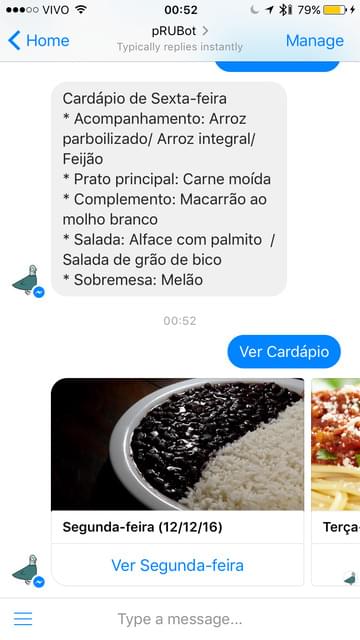 VIVO 00:52 79%
Home pRUBot Manage
Typically replies instantly
Cardápio de Sexta-feira
* Acompanhamento: Arroz
parboilizado/ Arroz integral/
Feijão
* Prato principal: Carne moída
* Complemento: Macarrão ao
molho branco
* Salada: Alface com palmito /
Salada de grão de bico
* Sobremesa: Melão
00:52
Ver Cardápio
Segunda-feira (12/12/16) Terça-
Ver Segunda-feira
Type a message...